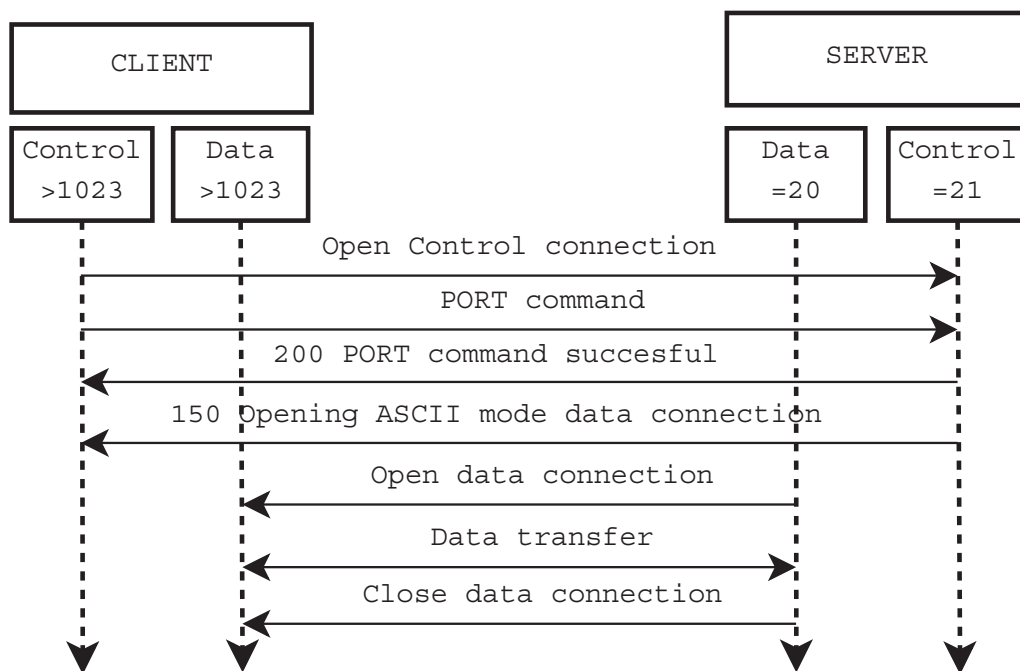 CLIENT
SERVER
Control
>1023
Data
>1023
Data
=20
Control
=21
Open Control connection
PORT command
200 PORT command succesful
150 Opening ASCII mode data connection
Open data connection
Data transfer
Close data connection